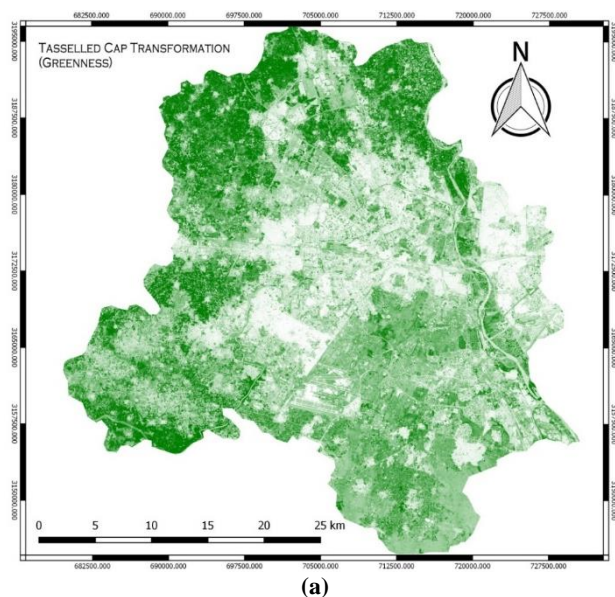 682500.000 690000.000 697500.000 705000.000 712500.000 720000.000 727500.000
TASSELLED CAP TRANSFORMATION
(GREENNESS)
N
3195000.000
3187500.000
3180000.000
3172500.000
3165000.000
3157500.000
3150000.000
0 5 10 15 20 25 km
682500.000 690000.000 697500.000 705000.000 712500.000 720000.000 727500.000
(a)